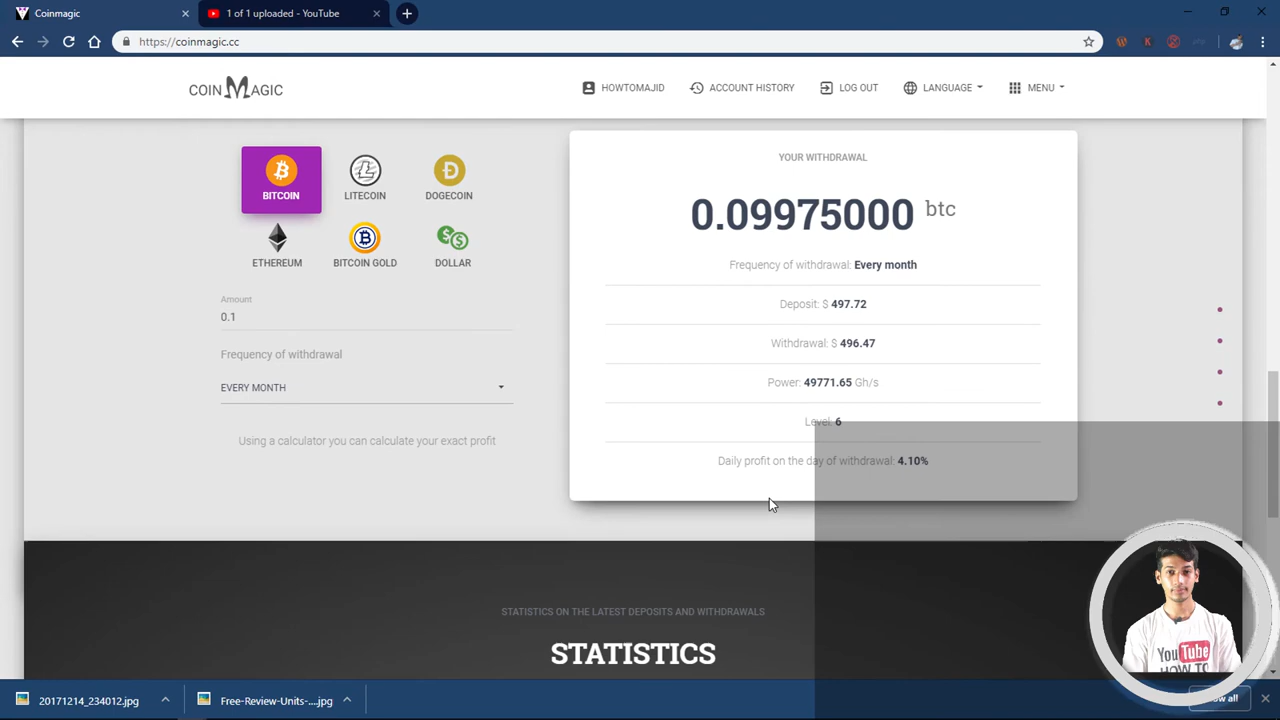 Coinmagic
1 of 1 uploaded - YouTube
https://coinmagic.cc
COINMAGIC
HOWTOMAJID
ACCOUNT HISTORY
LOG OUT
LANGUAGE
MENU
BITCOIN
LITECOIN
DOGECOIN
ETHEREUM
BITCOIN GOLD
DOLLAR
Amount
0.1
Frequency of withdrawal
EVERY MONTH
Using a calculator you can calculate your exact profit
YOUR WITHDRAWAL
0.09975000 btc
Frequency of withdrawal: Every month
Deposit: $ 497.72
Withdrawal: $ 496.47
Power: 49771.65 Gh/s
Level: 6
Daily profit on the day of withdrawal: 4.10%
STATISTICS ON THE LATEST DEPOSITS AND WITHDRAWALS
STATISTICS
YouTube
HOW TO
20171214_234012.jpg
Free-Review-Units-....jpg
all